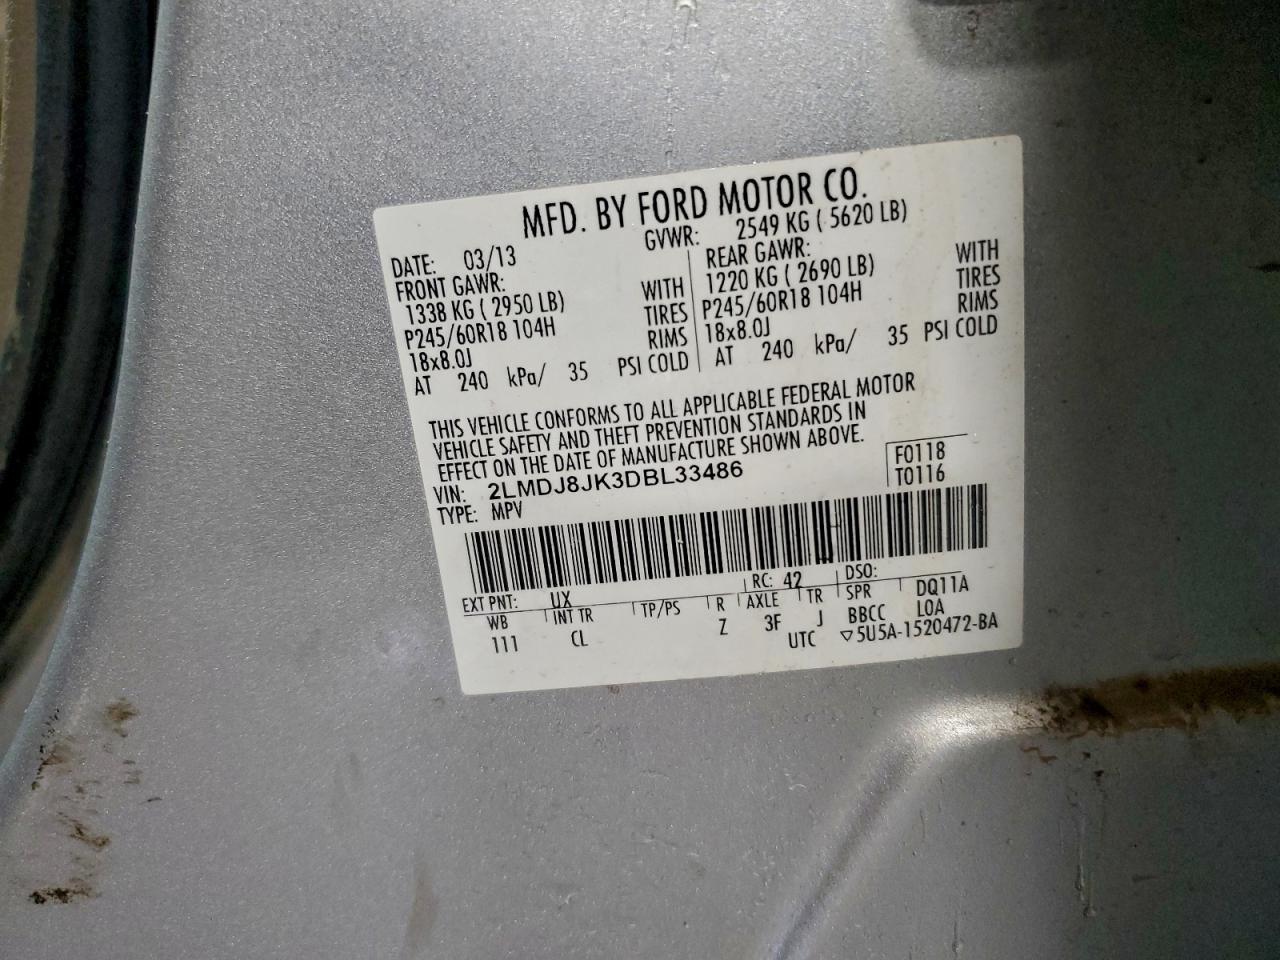 MFD. BY FORD MOTOR CO.
DATE: 03/13 GVWR: 2549 KG ( 5620 LB)
FRONT GAWR: REAR GAWR:
1338 KG ( 2950 LB) WITH 1220 KG ( 2690 LB) WITH
P245/60R18 104H TIRES P245/60R18 104H TIRES
18x8.0J RIMS 18x8.0J RIMS
AT 240 kPa/ 35 PSI COLD AT 240 kPa/ 35 PSI COLD
THIS VEHICLE CONFORMS TO ALL APPLICABLE FEDERAL MOTOR
VEHICLE SAFETY AND THEFT PREVENTION STANDARDS IN
EFFECT ON THE DATE OF MANUFACTURE SHOWN ABOVE.
VIN: 2LMDJ8JK3DBL33486 F0118
TYPE: MPV T0116
EXT PNT: UX RC: 42 DSO:
WB INT TR TP/PS R AXLE TR SPR DQ11A
111 CL Z 3F J BBCC LOA
UTC ▽5U5A-1520472-BA